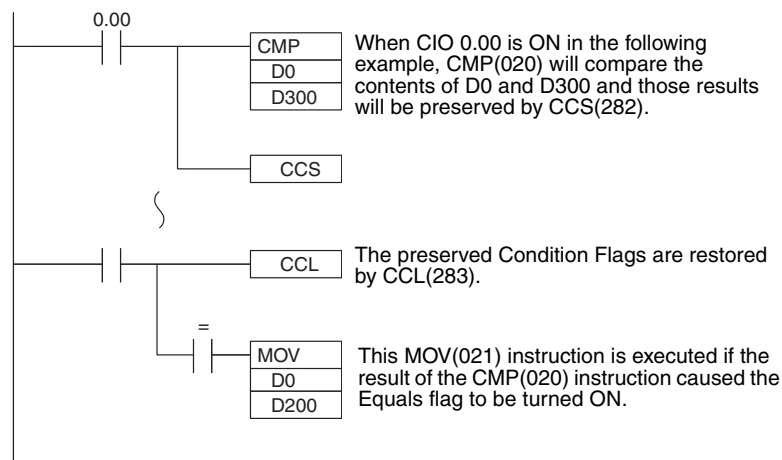 0.00
CMP
D0
D300
When CIO 0.00 is ON in the following
example, CMP(020) will compare the
contents of D0 and D300 and those results
will be preserved by CCS(282).
CCS
CCL
The preserved Condition Flags are restored
by CCL(283).
=
MOV
D0
D200
This MOV(021) instruction is executed if the
result of the CMP(020) instruction caused the
Equals flag to be turned ON.